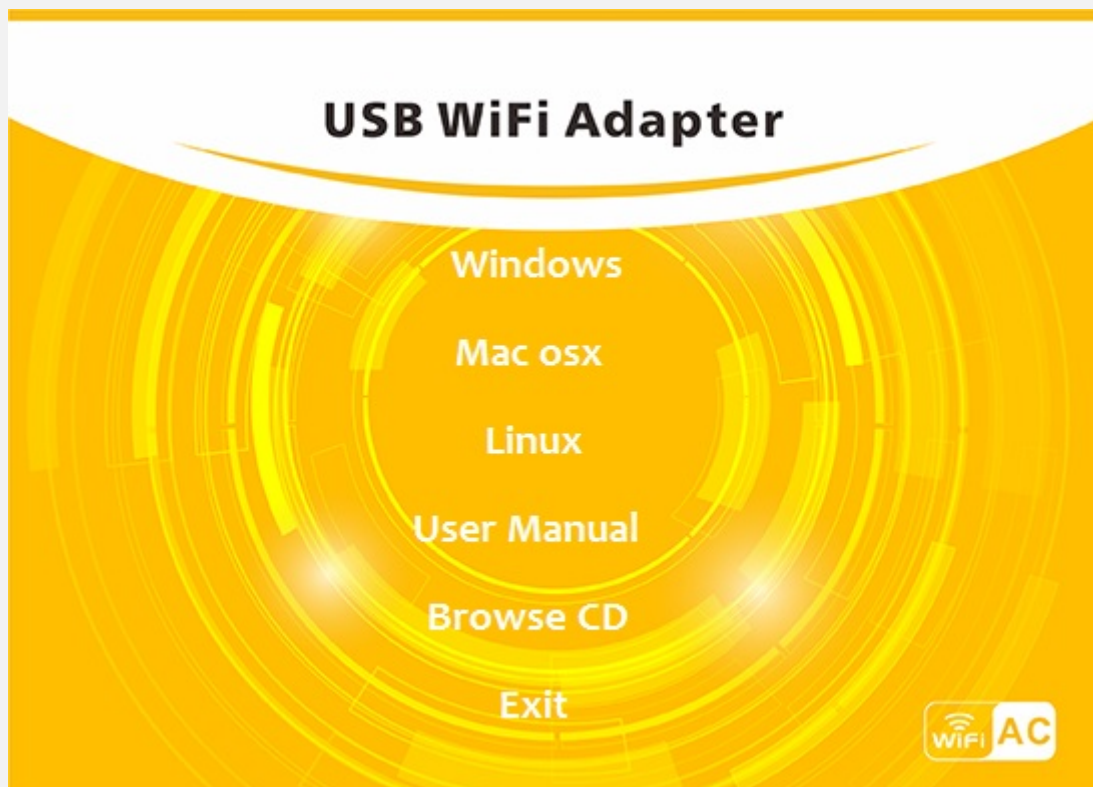 USB WiFi Adapter
Windows
Mac osx
Linux
User Manual
Browse CD
Exit
WiFi AC